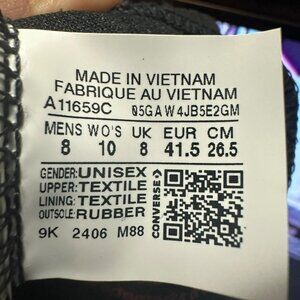 MADE IN VIETNAM
FABRIQUE AU VIETNAM
A11659C 05GAW4JB5E2GM
MENS WO'S UK EUR CM
8 10 8 41.5 26.5
GENDER: UNISEX
UPPER: TEXTILE
LINING: TEXTILE
OUTSOLE: RUBBER
9K 2406 M88
CONVERSE